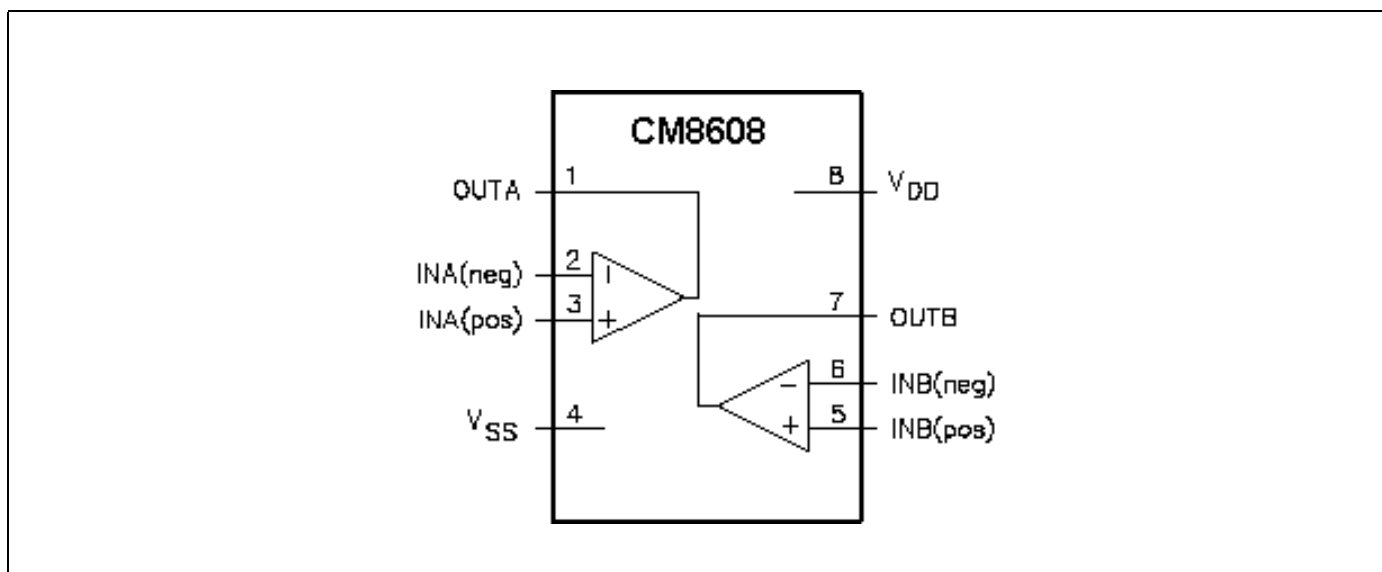 CM8608
OUTA 1
8 VDD
INA(neg) 2
INA(pos) 3 +
7 OUTB
- 6 INB(neg)
+ 5 INB(pos)
VSS 4